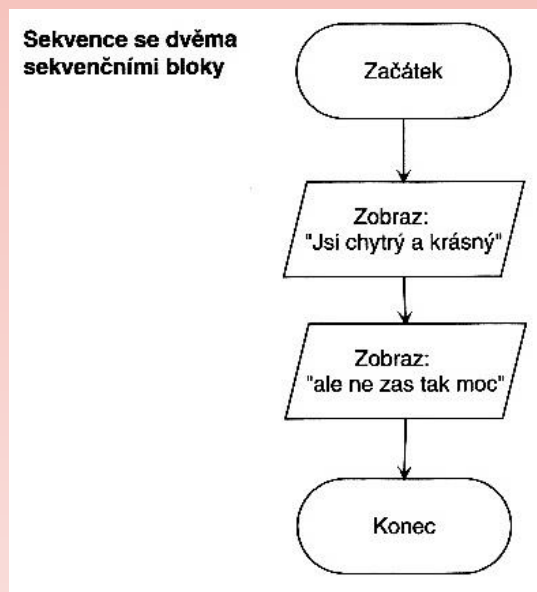 Sekvence se dvěma
sekvenčními bloky
Začátek
Zobraz:
"Jsi chytrý a krásný"
Zobraz:
"ale ne zas tak moc"
Konec